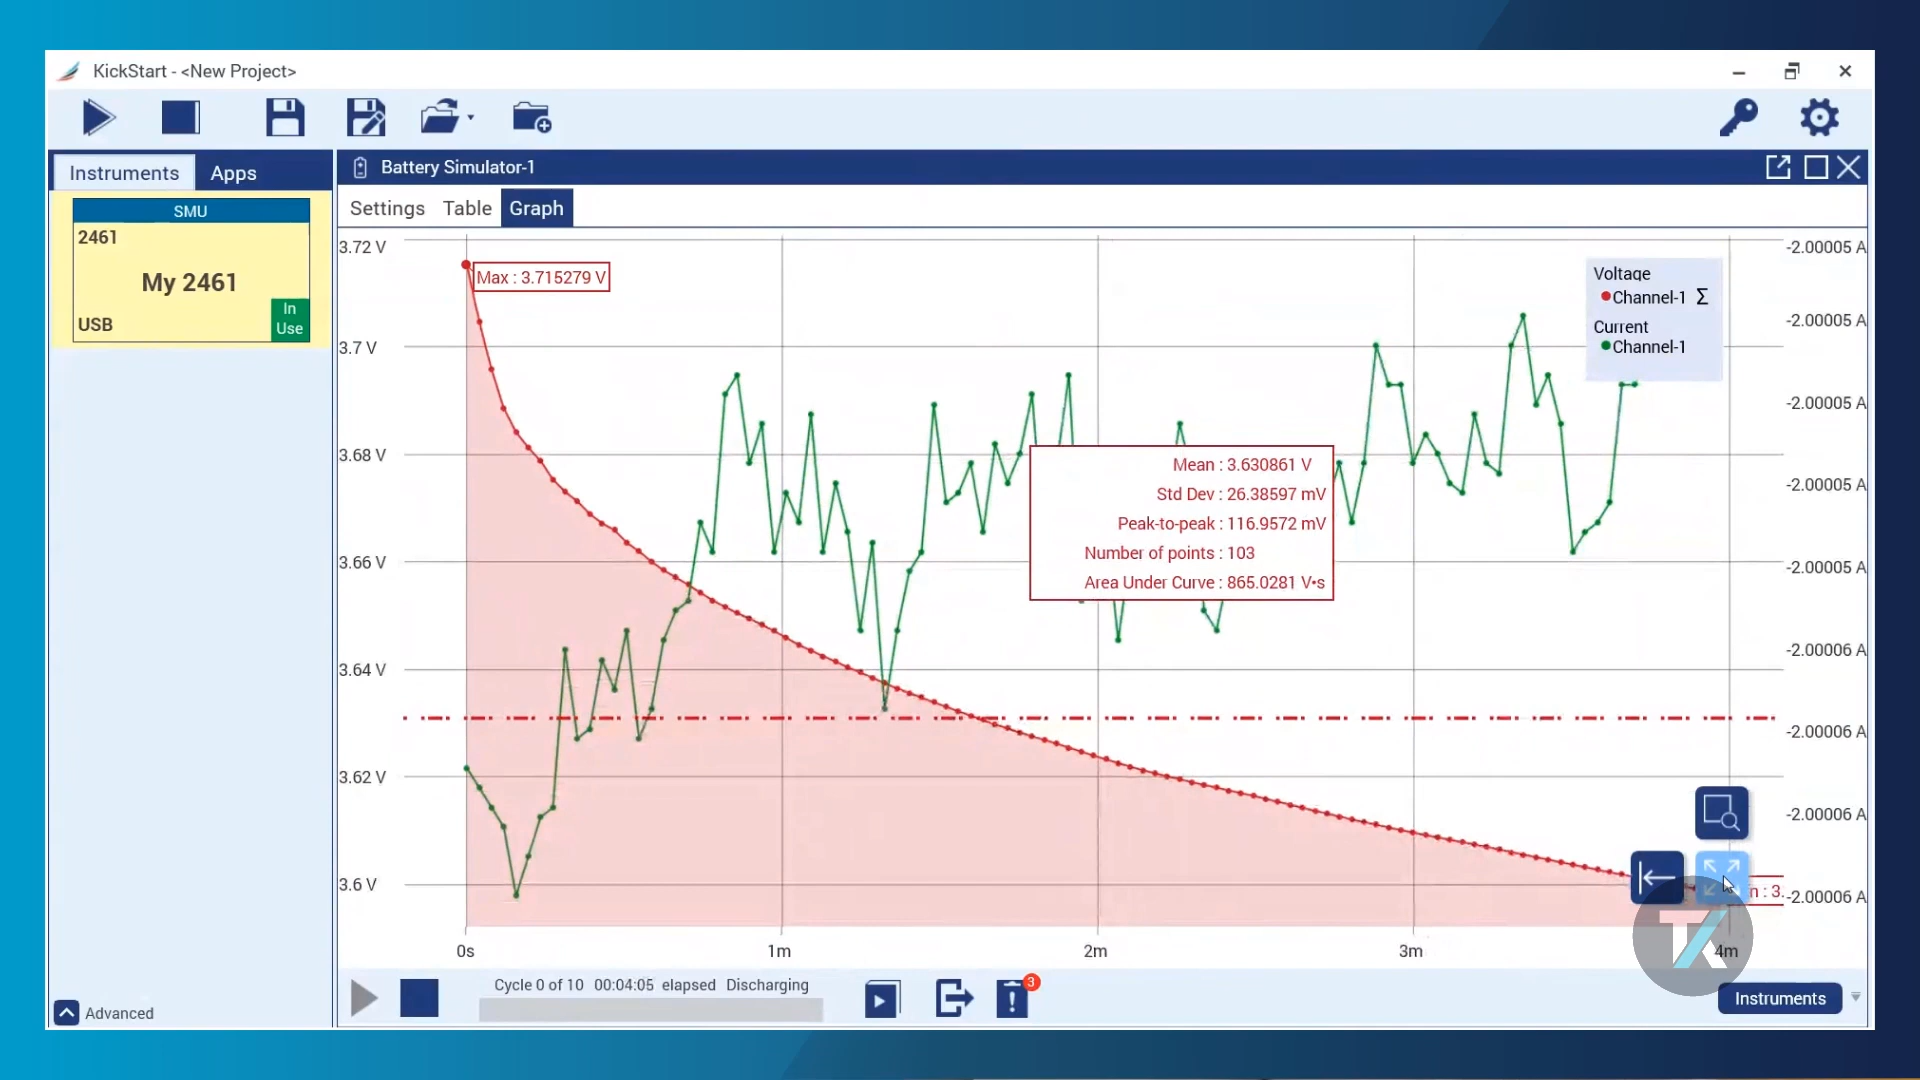 KickStart - <New Project>
Instruments
Apps
SMU
2461
My 2461
USB
In
Use
Advanced
Battery Simulator-1
Settings
Table
Graph
3.72 V
3.7 V
3.68 V
3.66 V
3.64 V
3.62 V
3.6 V
Max : 3.715279 V
Mean : 3.630861 V
Std Dev : 26.38597 mV
Peak-to-peak : 116.9572 mV
Number of points : 103
Area Under Curve : 865.0281 V•s
Voltage
Channel-1 Σ
Current
Channel-1
-2.00005 A
-2.00005 A
-2.00005 A
-2.00005 A
-2.00005 A
-2.00006 A
-2.00006 A
-2.00006 A
n : 3.
-2.00006 A
0s
1m
2m
3m
4m
Cycle 0 of 10 00:04:05 elapsed Discharging
3
Instruments